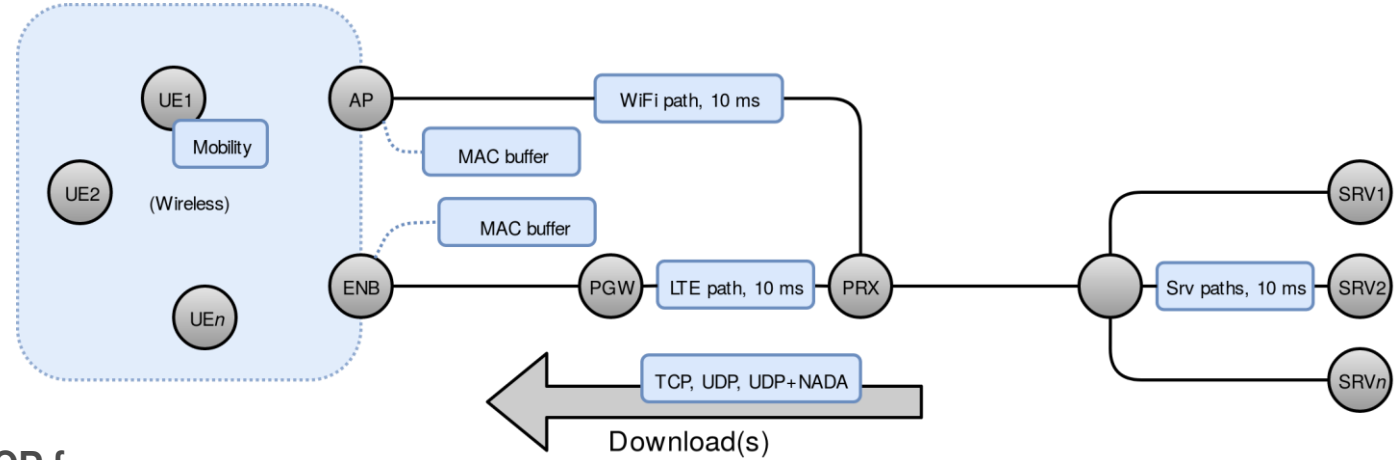 UE1
AP
WiFi path, 10 ms
Mobility
MAC buffer
UE2
(Wireless)
SRV1
MAC buffer
ENB
PGW
LTE path, 10 ms
PRX
Srv paths, 10 ms
SRV2
UEn
TCP, UDP, UDP+NADA
SRVn
Download(s)